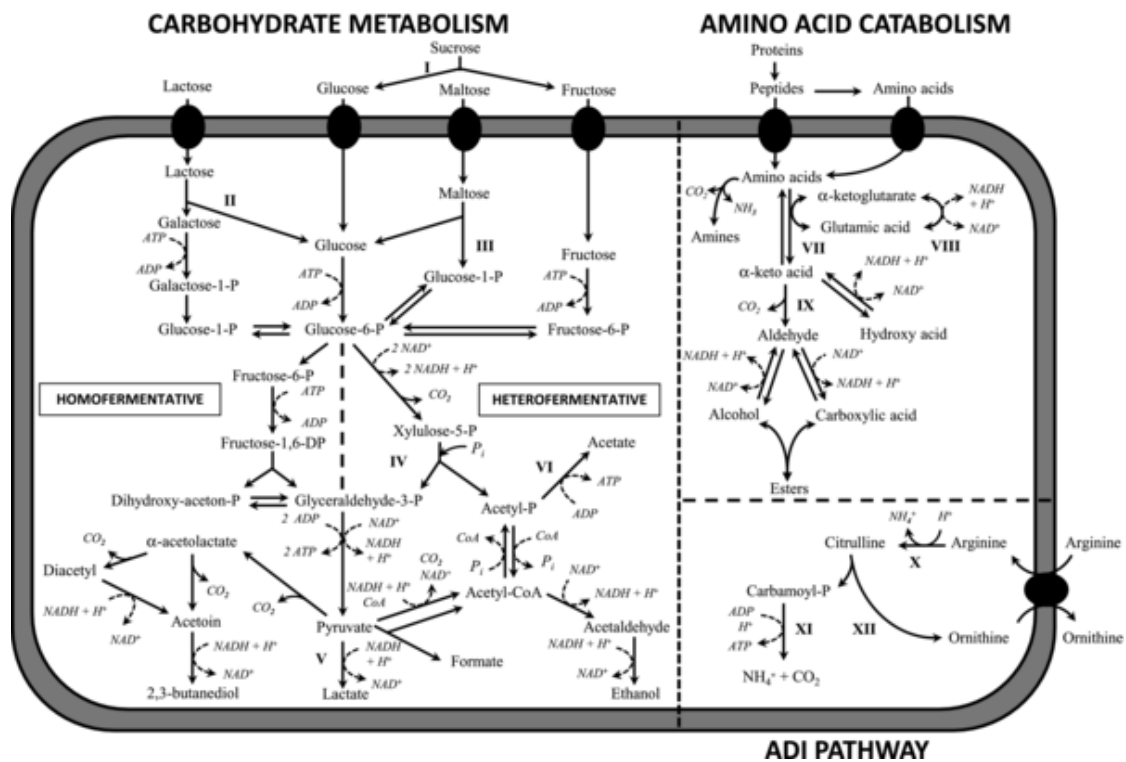 CARBOHYDRATE METABOLISM
AMINO ACID CATABOLISM
Sucrose
I
Lactose
Glucose
Maltose
Fructose
Proteins
Peptides
Amino acids
Lactose
II
Galactose
ATP
ADP
Galactose-1-P
Glucose-1-P
Glucose
ATP
ADP
Glucose-6-P
Maltose
III
Glucose-1-P
Fructose
ATP
ADP
Fructose-6-P
HOMOFERMENTATIVE
Fructose-6-P
ATP
ADP
Fructose-1,6-DP
Dihydroxy-aceton-P
Glyceraldehyde-3-P
2 NAD⁺
2 NADH + H⁺
CO₂
HETEROFERMENTATIVE
Xylulose-5-P
IV
Pᵢ
Acetyl-P
VI
Acetate
ATP
ADP
2 ADP
2 ATP
NAD⁺
NADH
+ H⁺
CoA
Pᵢ
CoA
Pᵢ
Acetyl-CoA
CO₂
NADH + H⁺
NAD⁺
CoA
NAD⁺
NADH + H⁺
Acetaldehyde
NADH + H⁺
NAD⁺
Ethanol
α-acetolactate
CO₂
Diacetyl
CO₂
NADH + H⁺
NAD⁺
Acetoin
NADH + H⁺
NAD⁺
2,3-butanediol
CO₂
Pyruvate
Formate
V
NADH
+ H⁺
NAD⁺
Lactate
Amino acids
CO₂
NH₃
Amines
α-ketoglutarate
Glutamic acid
NADH
+ H⁺
NAD⁺
VII
VIII
α-keto acid
NADH + H⁺
NAD⁺
Hydroxy acid
CO₂
IX
Aldehyde
NADH + H⁺
NAD⁺
NAD⁺
NADH + H⁺
Alcohol
Carboxylic acid
Esters
NH₄⁺
H⁺
Citrulline
X
Arginine
Arginine
Carbamoyl-P
ADP
H⁺
ATP
XI
XII
Ornithine
Ornithine
NH₄⁺ + CO₂
ADI PATHWAY